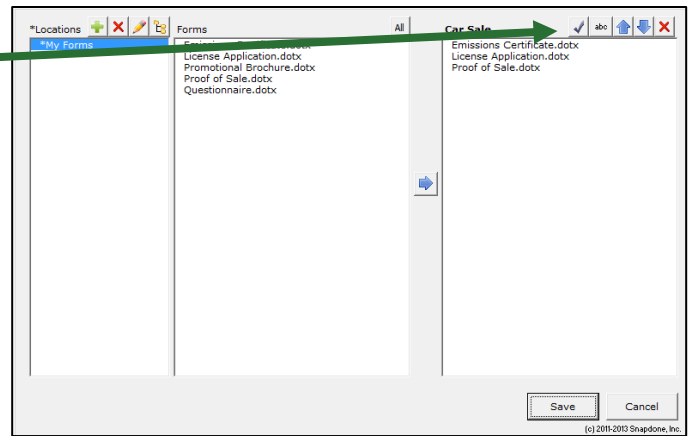 *Locations
Forms
All
Car Sale
abc
*My Forms
License Application.dotx
Promotional Brochure.dotx
Proof of Sale.dotx
Questionnaire.dotx
Emissions Certificate.dotx
License Application.dotx
Proof of Sale.dotx
Save
Cancel
(c) 2011-2013 Snapdone, Inc.